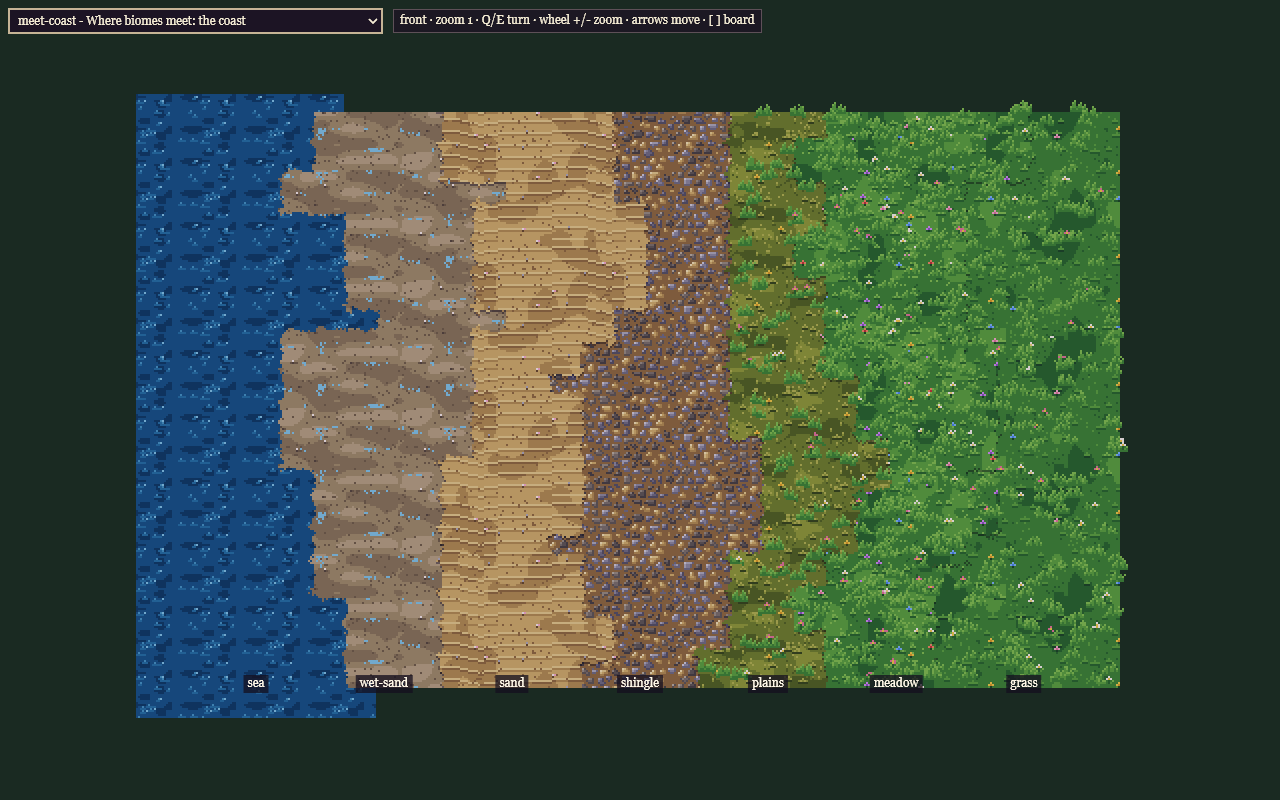 meet-coast - Where biomes meet: the coast
front · zoom 1 · Q/E turn · wheel +/- zoom · arrows move · [ ] board
sea
wet-sand
sand
shingle
plains
meadow
grass